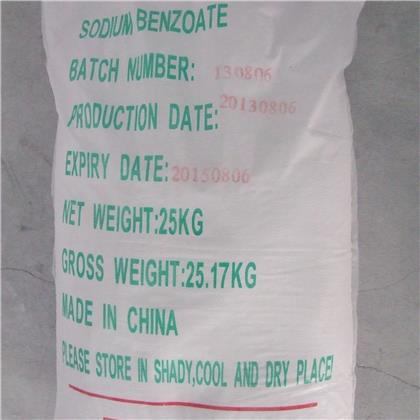 SODIUM BENZOATE
BATCH NUMBER: 130806
PRODUCTION DATE: 20130806
EXPIRY DATE: 20150806
NET WEIGHT:25KG
GROSS WEIGHT:25.17KG
MADE IN CHINA
PLEASE STORE IN SHADY,COOL AND DRY PLACE!